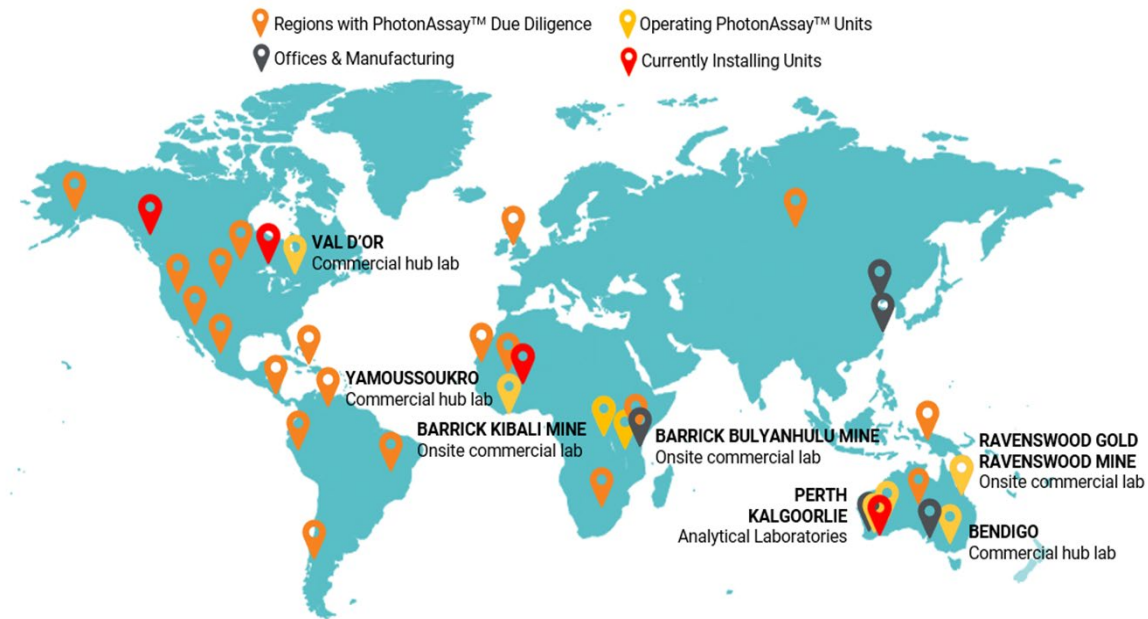 Regions with PhotonAssay™ Due Diligence
Operating PhotonAssay™ Units
Offices & Manufacturing
Currently Installing Units
VAL D'OR
Commercial hub lab
YAMOUSSOUKRO
Commercial hub lab
BARRICK KIBALI MINE
Onsite commercial lab
BARRICK BULYANHULU MINE
Onsite commercial lab
RAVENSWOOD GOLD
RAVENSWOOD MINE
Onsite commercial lab
PERTH
KALGOORLIE
Analytical Laboratories
BENDIGO
Commercial hub lab